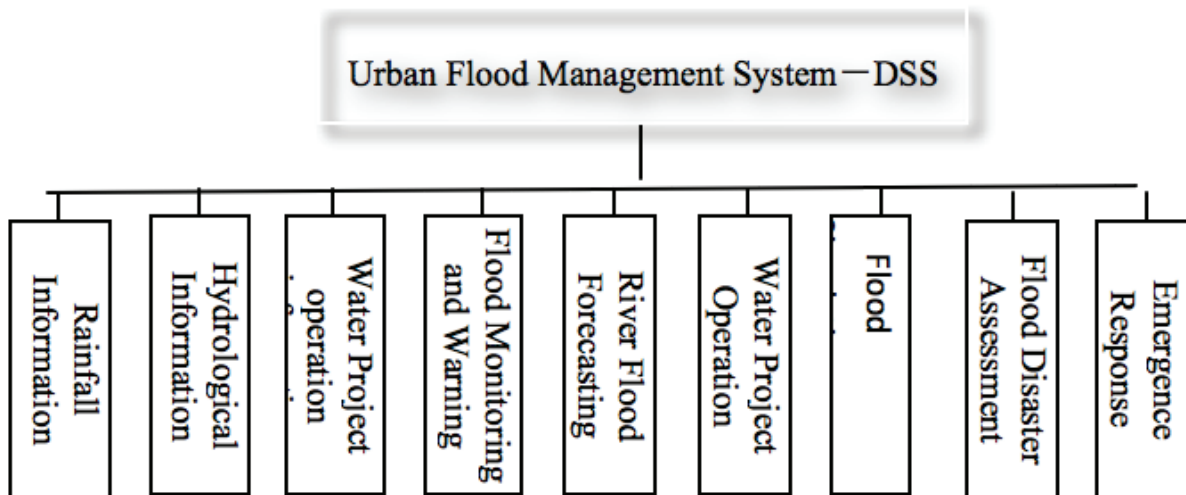 Urban Flood Management System－DSS
Rainfall
Information
Hydrological
Information
Water Project
operation
Flood Monitoring
and Warning
River Flood
Forecasting
Water Project
Operation
Flood
Flood Disaster
Assessment
Emergence
Response